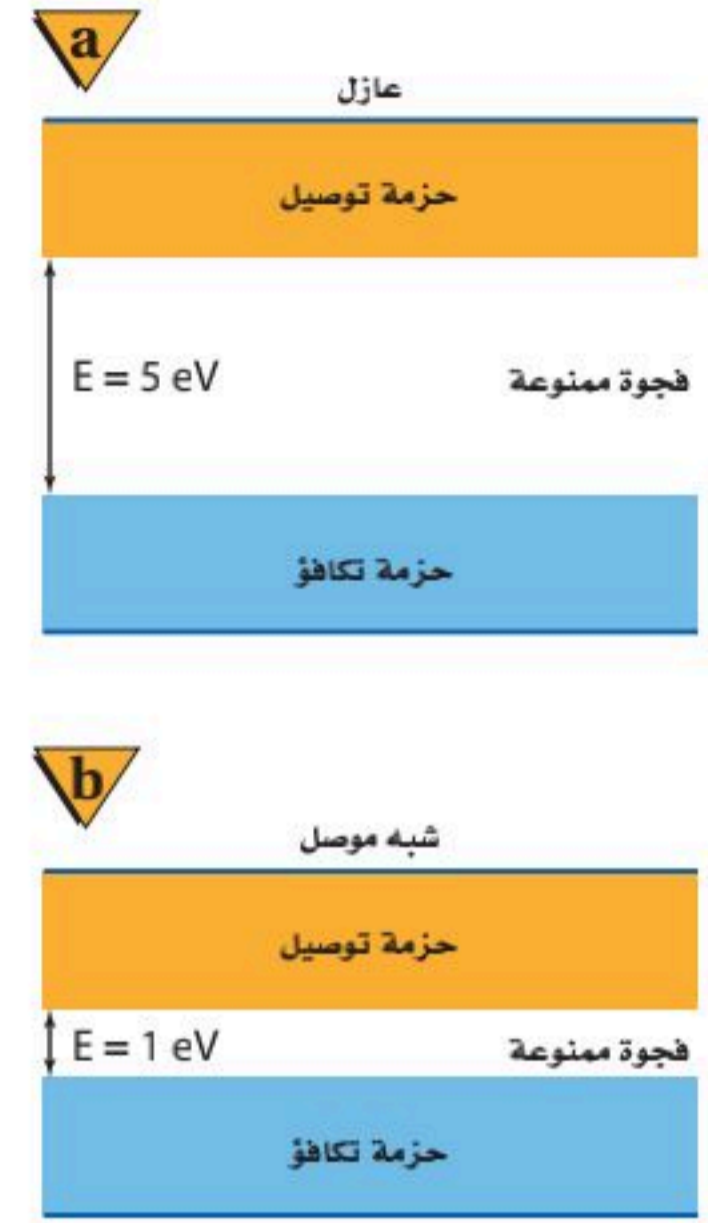 a
عازل
حزمة توصيل
E = 5 eV
فجوة ممنوعة
حزمة تكافؤ
b
شبه موصل
حزمة توصيل
E = 1 eV
فجوة ممنوعة
حزمة تكافؤ